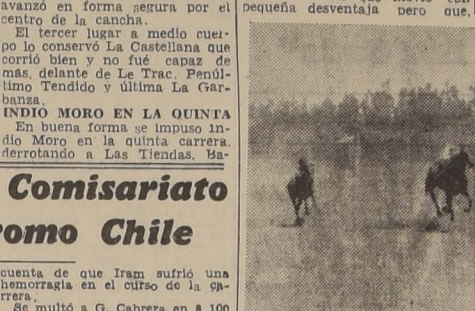 avanzó en forma segura por el
centro de la cancha.
El tercer lugar a medio cuer-
po lo conservó La Castellana que
corrió bien y no fué capaz de
más, delante de Le Trac. Penúl-
timo Tendido y última La Gar-
banza.
INDIO MORO EN LA QUINTA
En buena forma se impuso In-
dio Moro en la quinta carrera,
derrotando a Las Tiendas, Ba-
Comisariato
romo Chile
cuenta de que Iram sufrió una
hemorragia en el curso de la ca-
rrera.
Se multó a G. Cabrera en $ 100
pequeña desventaja pero que,